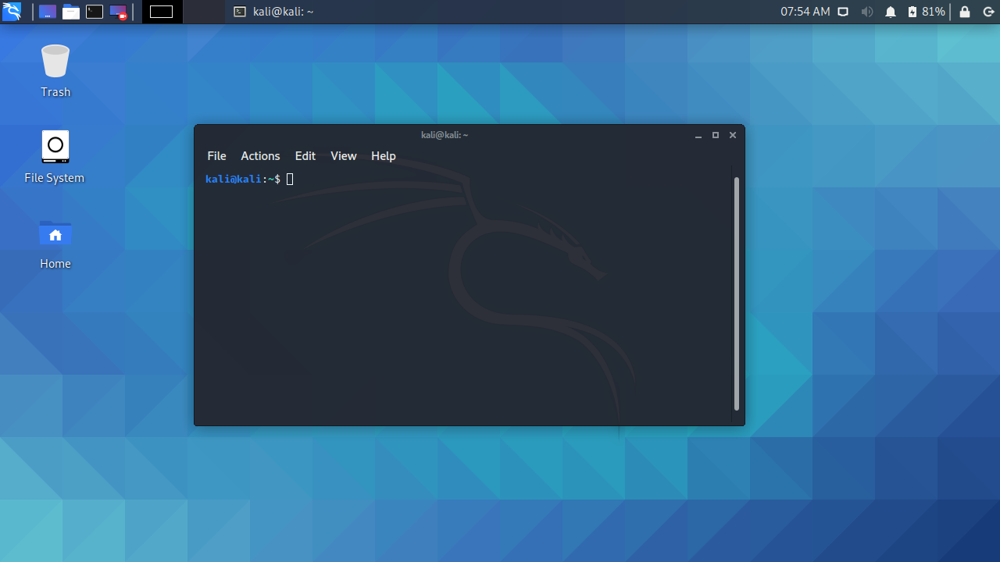 kali@kali: ~
07:54 AM
81%
Trash
File System
Home
kali@kali: ~
File Actions Edit View Help
kali@kali:~$